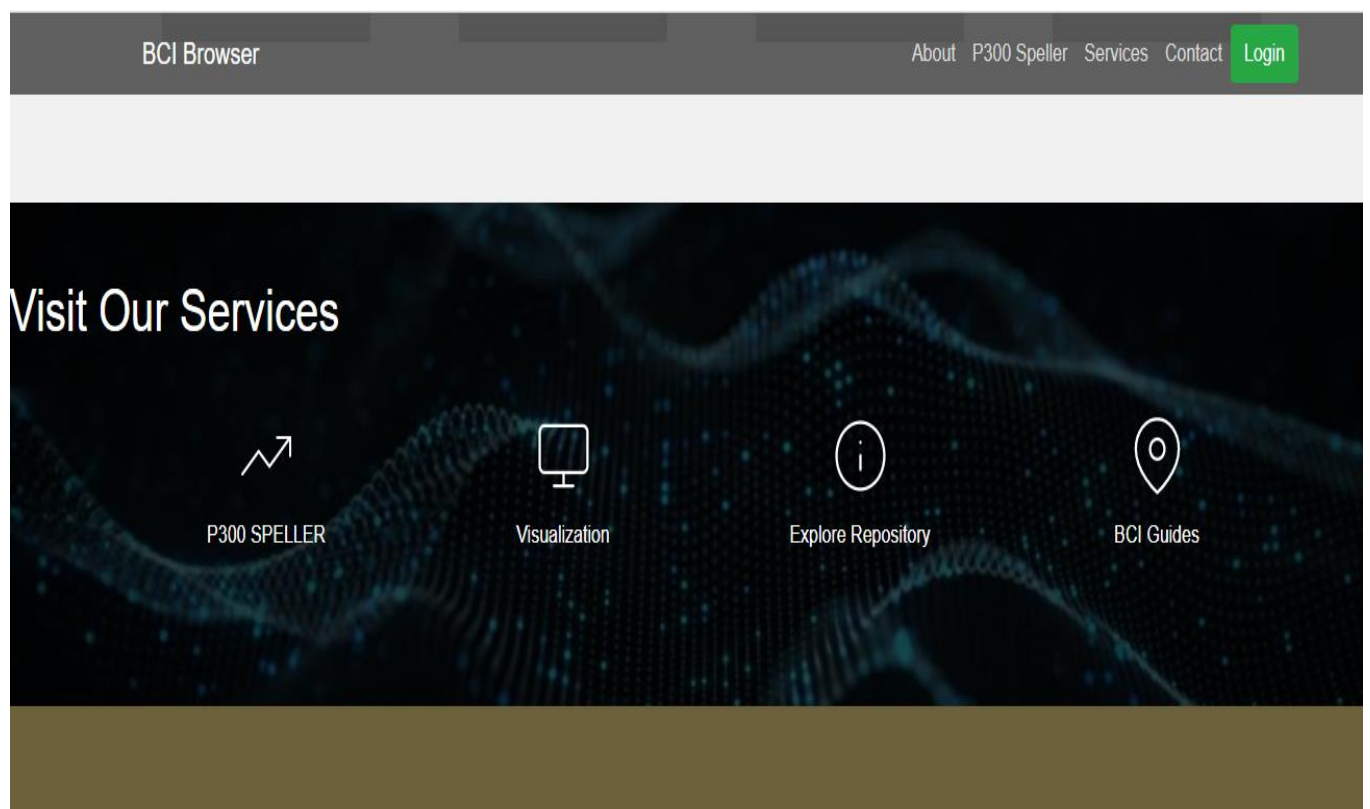 BCI Browser About P300 Speller Services Contact Login
Visit Our Services
P300 SPELLER Visualization Explore Repository BCI Guides